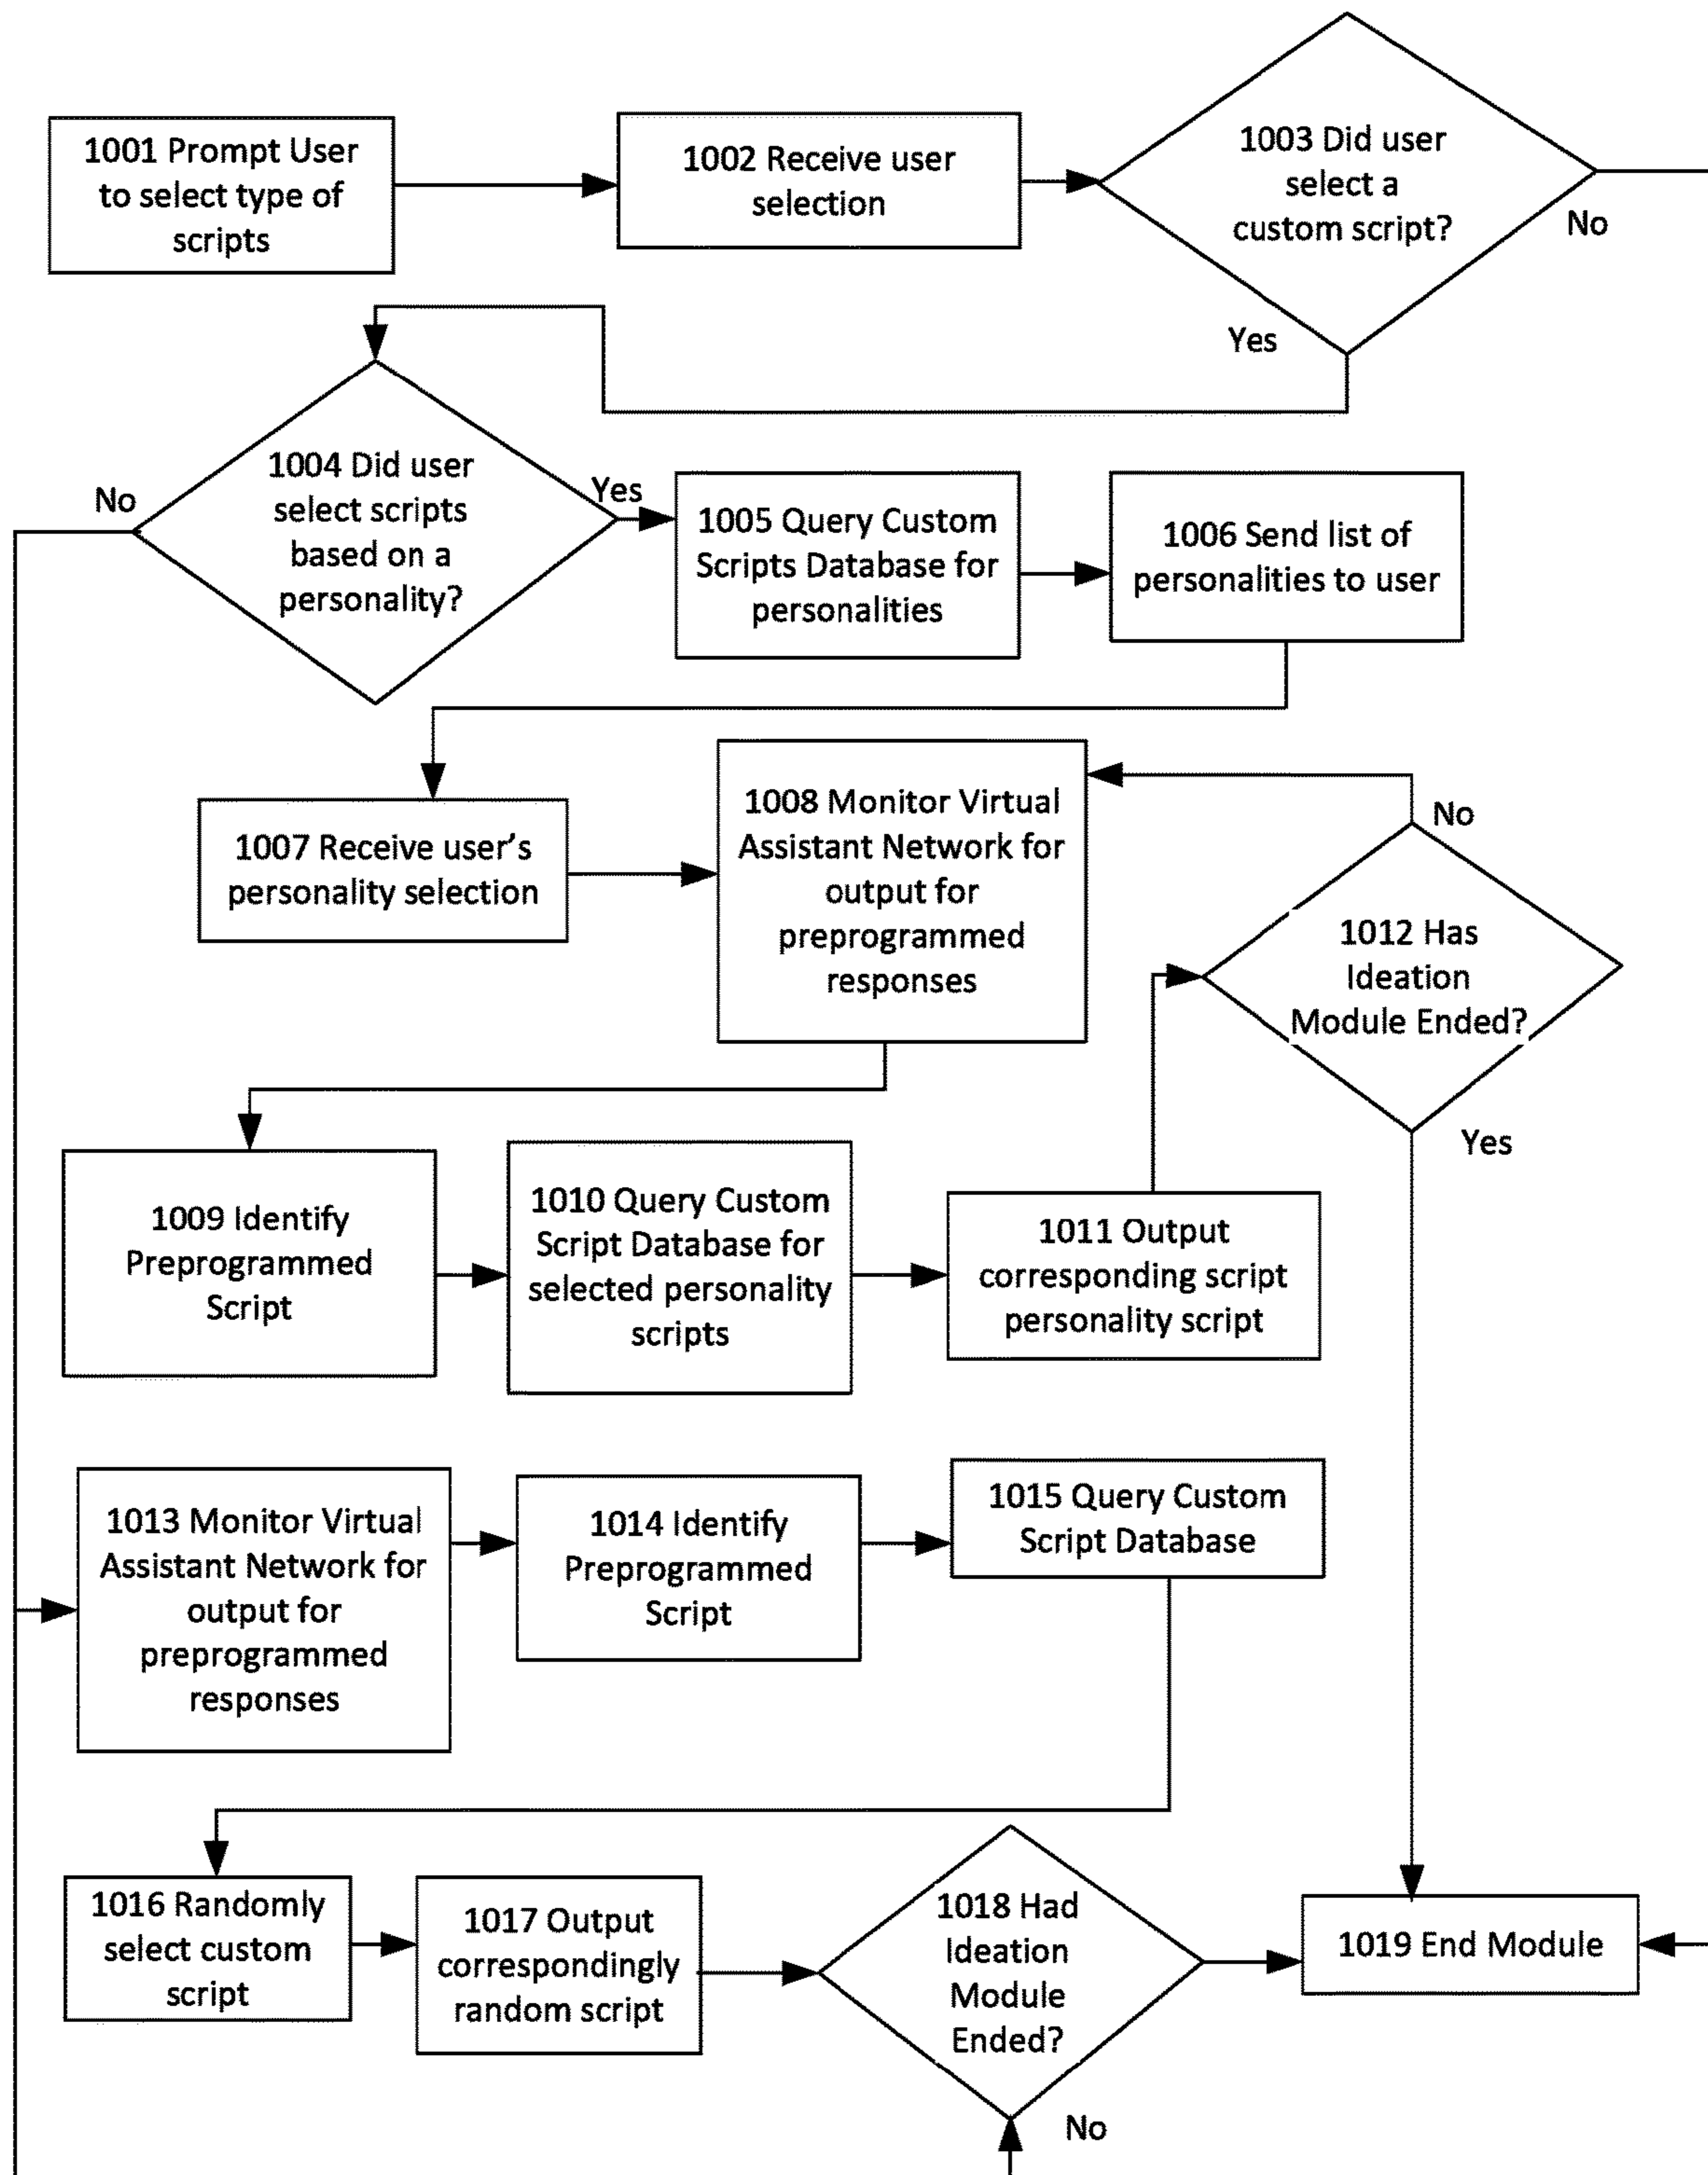 1001 Prompt User
to select type of
scripts
1002 Receive user
selection
1003 Did user
select a
custom script?
No
Yes
1004 Did user
select scripts
based on a
personality?
No
Yes
1005 Query Custom
Scripts Database for
personalities
1006 Send list of
personalities to user
1007 Receive user’s
personality selection
1008 Monitor Virtual
Assistant Network for
output for
preprogrammed
responses
No
1012 Has
Ideation
Module Ended?
Yes
1009 Identify
Preprogrammed
Script
1010 Query Custom
Script Database for
selected personality
scripts
1011 Output
corresponding script
personality script
1013 Monitor Virtual
Assistant Network for
output for
preprogrammed
responses
1014 Identify
Preprogrammed
Script
1015 Query Custom
Script Database
1016 Randomly
select custom
script
1017 Output
correspondingly
random script
1018 Had
Ideation
Module
Ended?
No
1019 End Module